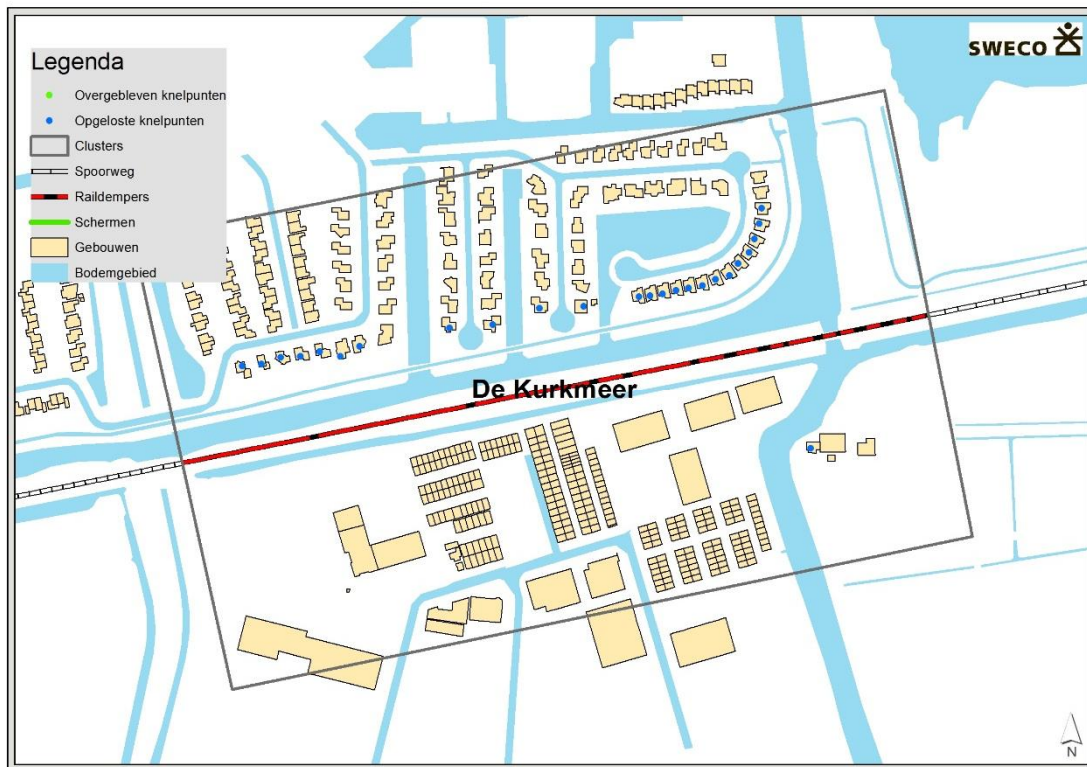 SWECO
Legenda
Overgebleven knelpunten
Opgeloste knelpunten
Clusters
Spoorweg
Raildempers
Schermen
Gebouwen
Bodemgebied
De Kurkmeer
N